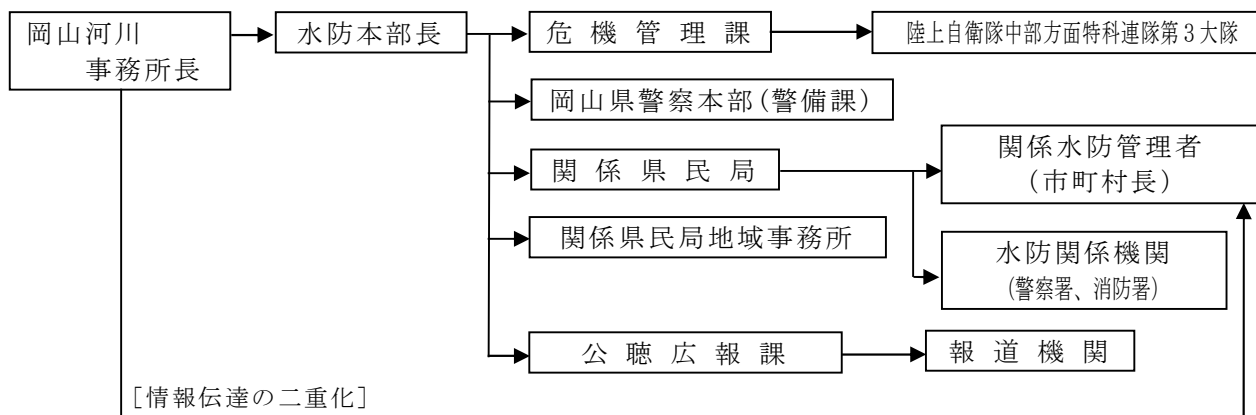 岡山河川
事務所長
水防本部長
危機管理課
陸上自衛隊中部方面特科連隊第3大隊
岡山県警察本部(警備課)
関係県民局
関係水防管理者
(市町村長)
関係県民局地域事務所
水防関係機関
(警察署、消防署)
公聴広報課
報道機関
[情報伝達の二重化]